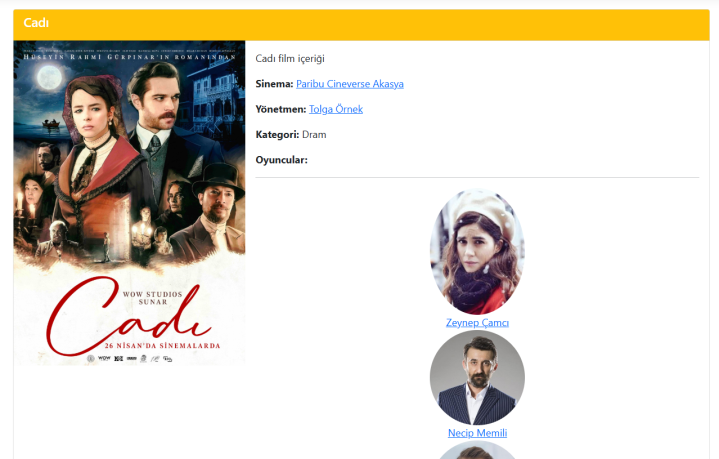 Cadı
HÜSEYİN RAHMİ GÜRPINAR'IN ROMANINDAN
WOW STUDIOS
SUNAR
Cadı
26 NİSAN'DA SİNEMALARDA
WOW
Cadı film içeriği
Sinema: Paribu Cineverse Akasya
Yönetmen: Tolga Örnek
Kategori: Dram
Oyuncular:
Zeynep Çamcı
Necip Memili